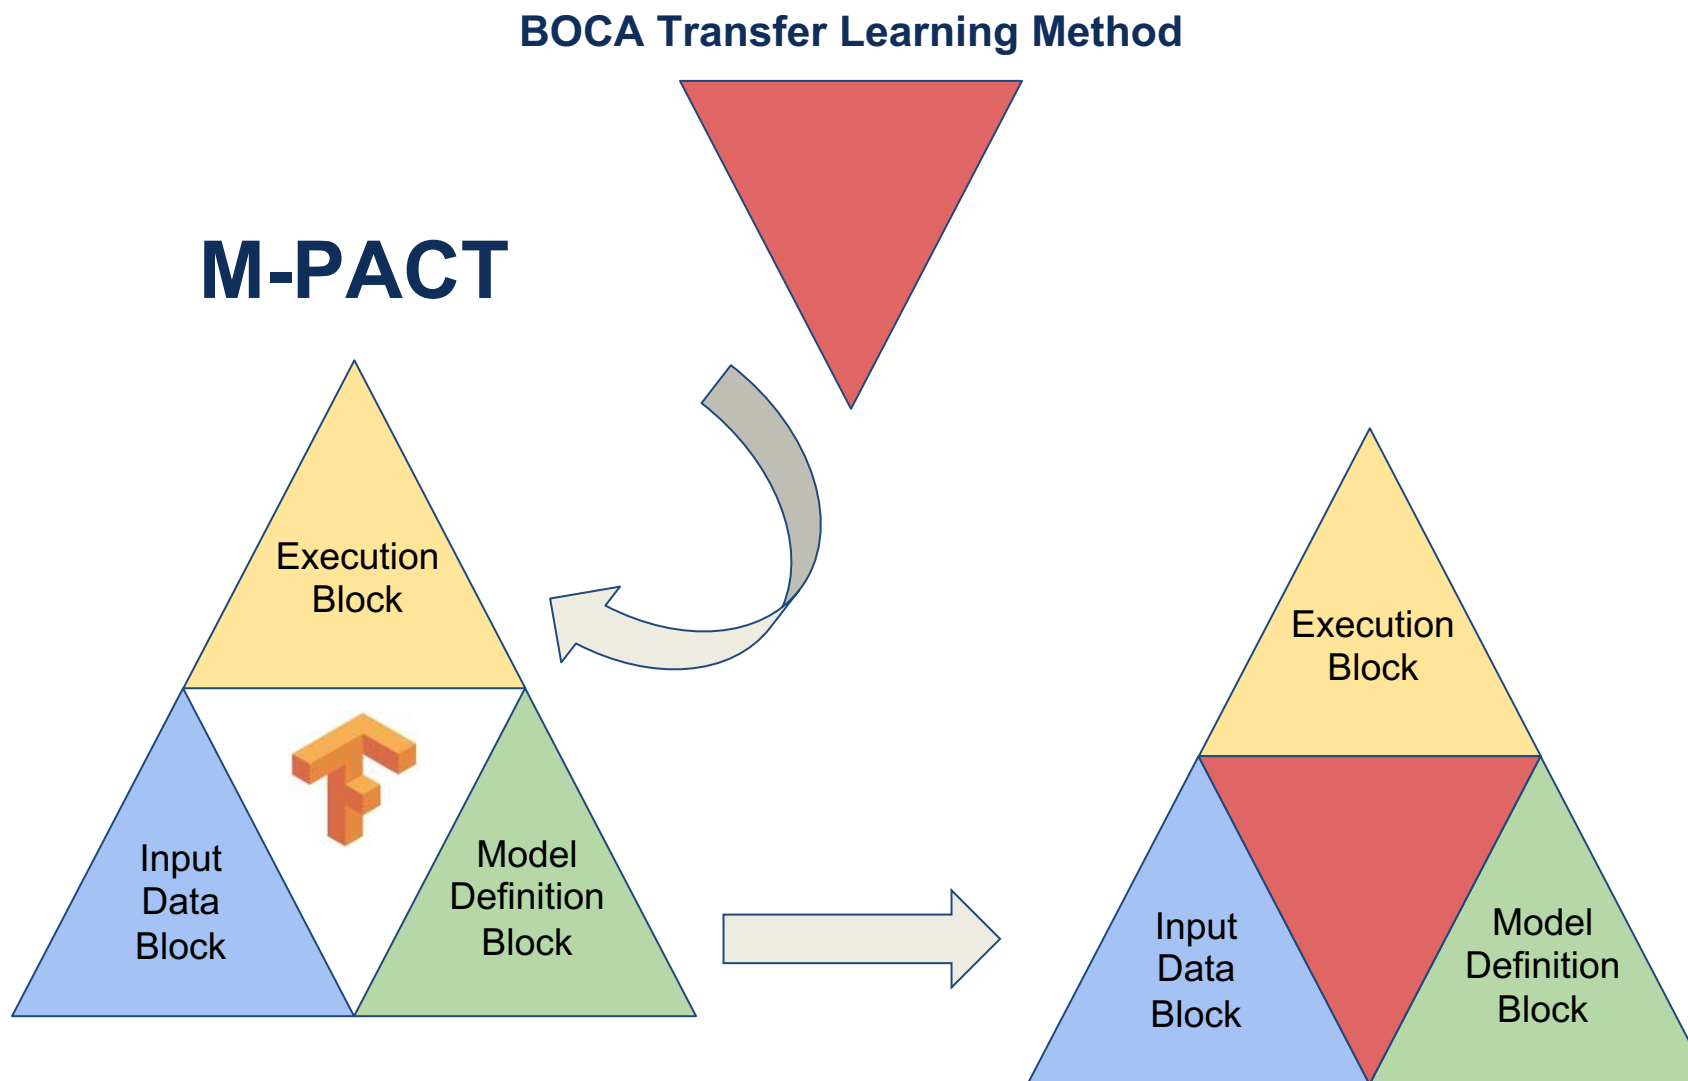 BOCA Transfer Learning Method
M-PACT
Execution
Block
Input
Data
Block
Model
Definition
Block
Execution
Block
Input
Data
Block
Model
Definition
Block